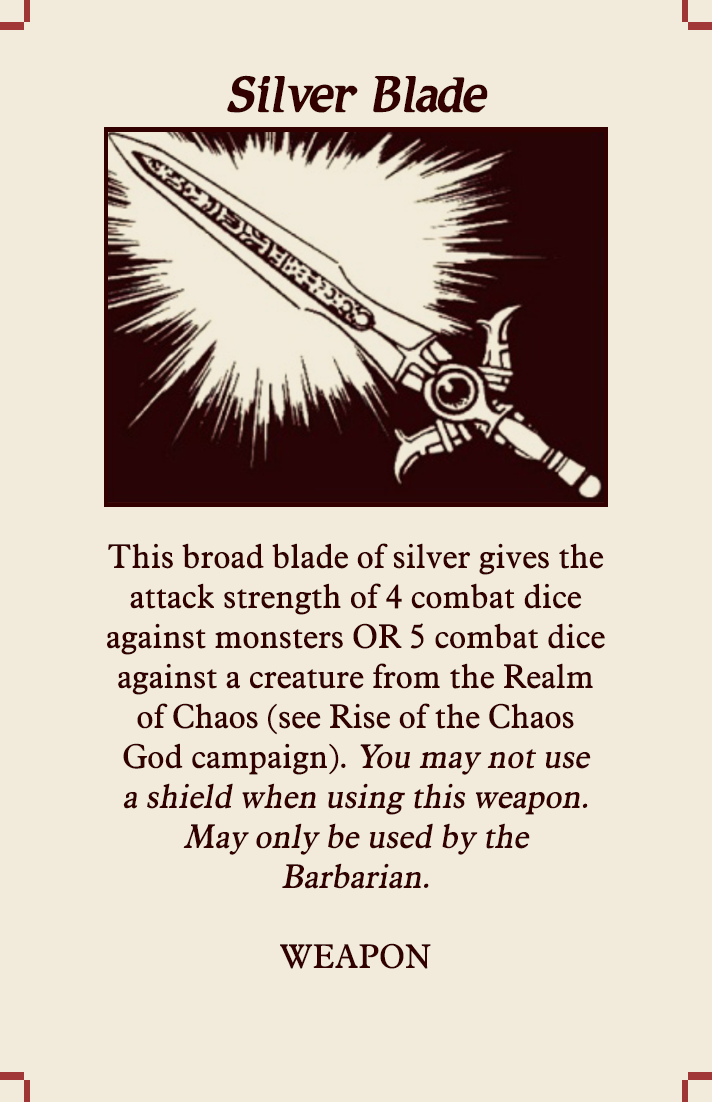 Silver Blade
This broad blade of silver gives the
attack strength of 4 combat dice
against monsters OR 5 combat dice
against a creature from the Realm
of Chaos (see Rise of the Chaos
God campaign). You may not use
a shield when using this weapon.
May only be used by the
Barbarian.
WEAPON